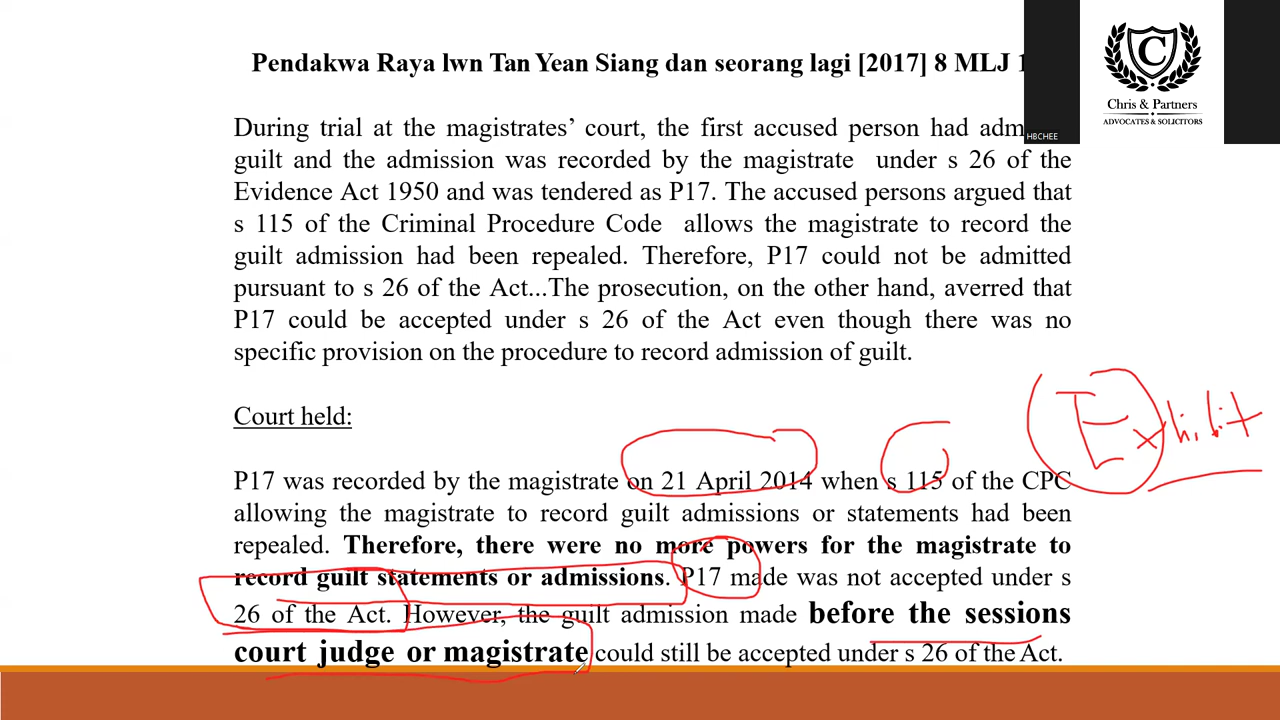 Pendakwa Raya lwn Tan Yean Siang dan seorang lagi [2017] 8 MLJ
C
Chris & Partners
ADVOCATES & SOLICITORS
HBCHEE
During trial at the magistrates’ court, the first accused person had
guilt and the admission was recorded by the magistrate under s 26 of the
Evidence Act 1950 and was tendered as P17. The accused persons argued that
s 115 of the Criminal Procedure Code allows the magistrate to record the
guilt admission had been repealed. Therefore, P17 could not be admitted
pursuant to s 26 of the Act...The prosecution, on the other hand, averred that
P17 could be accepted under s 26 of the Act even though there was no
specific provision on the procedure to record admission of guilt.
Court held:
Exhibit
P17 was recorded by the magistrate on 21 April 2014 when s 115 of the CPC
allowing the magistrate to record guilt admissions or statements had been
repealed. Therefore, there were no more powers for the magistrate to
record guilt statements or admissions. P17 made was not accepted under s
26 of the Act. However, the guilt admission made before the sessions
court judge or magistrate could still be accepted under s 26 of the Act.